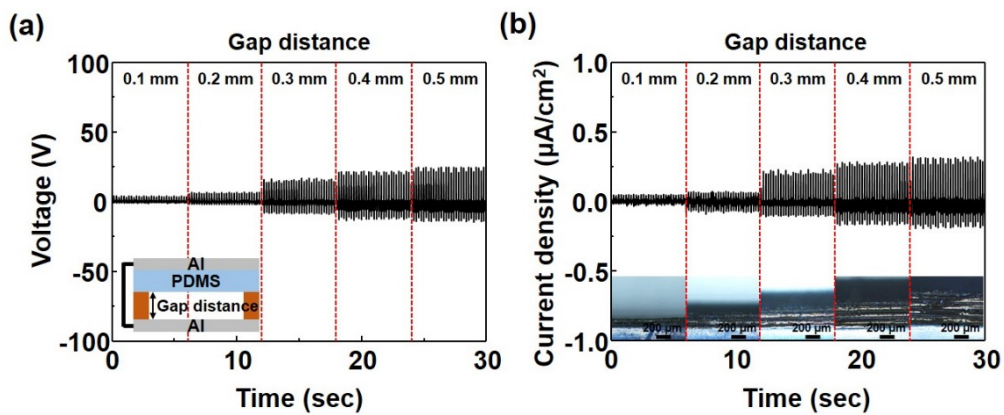 (a)
Gap distance
0.1 mm 0.2 mm 0.3 mm 0.4 mm 0.5 mm
Voltage (V)
100
50
0
-50
-100
Al
PDMS
Gap distance
Al
0 10 20 30
Time (sec)
(b)
Gap distance
0.1 mm 0.2 mm 0.3 mm 0.4 mm 0.5 mm
Current density (μA/cm²)
1.0
0.5
0.0
-0.5
-1.0
200 μm 200 μm 200 μm 200 μm 200 μm
0 10 20 30
Time (sec)